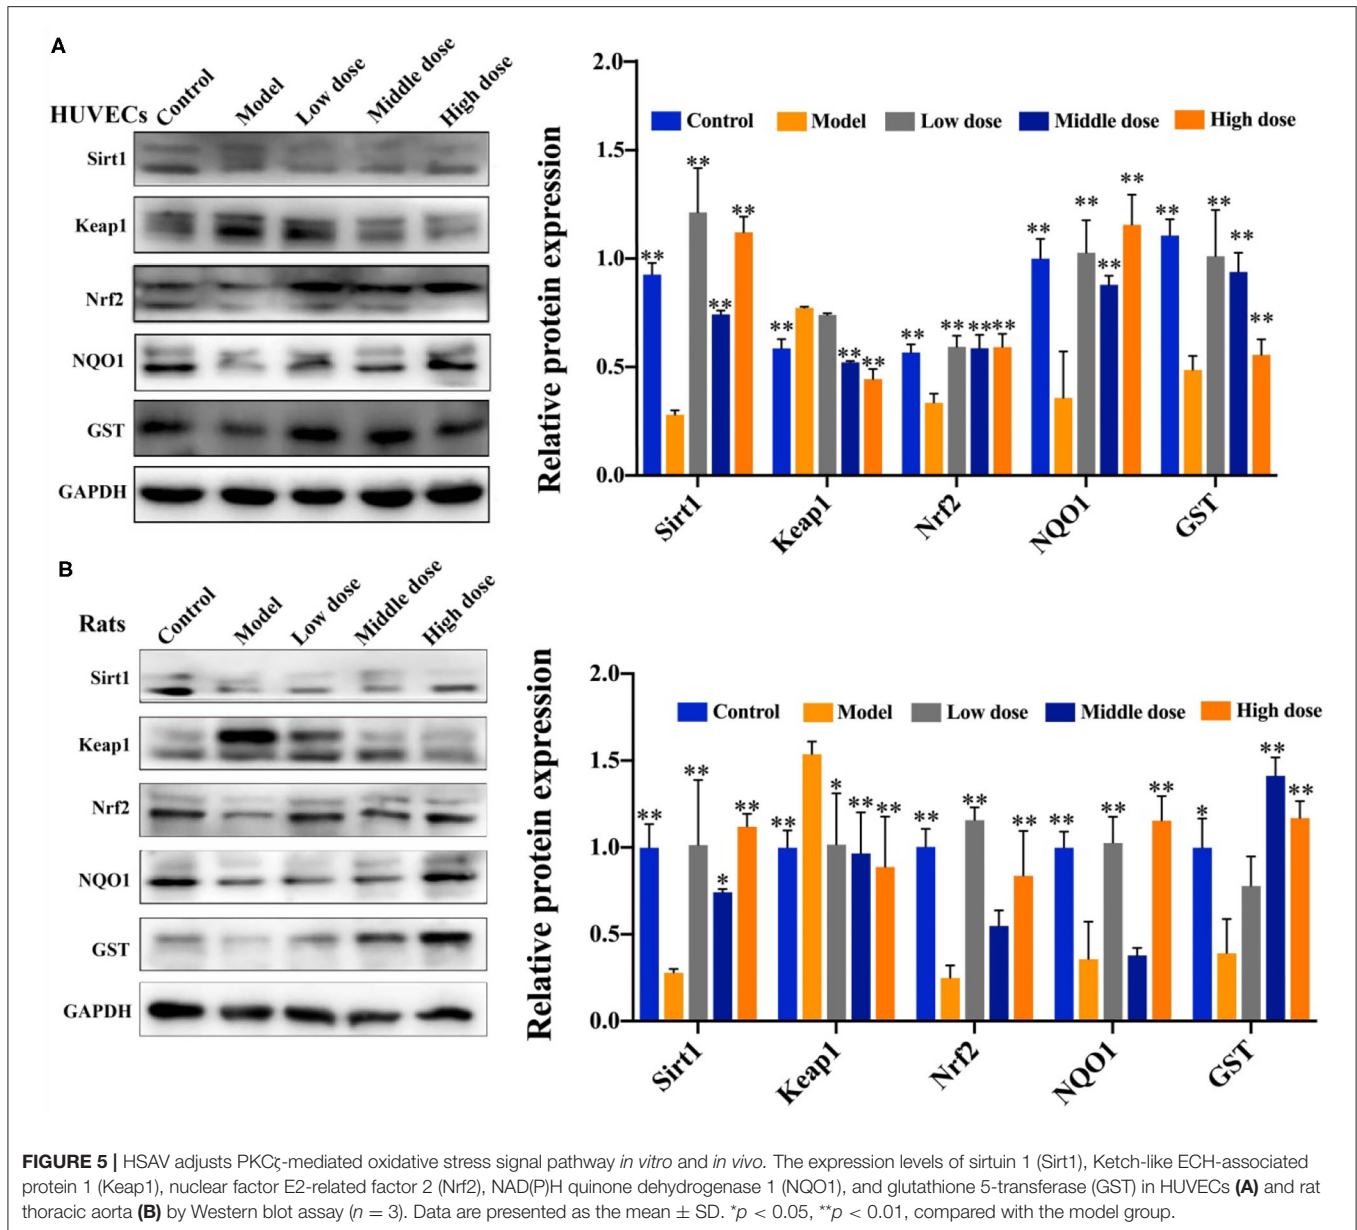 A
HUVECs Control Model Low dose Middle dose High dose
Sirt1
Keap1
Nrf2
NQO1
GST
GAPDH
Relative protein expression
2.0
1.5
1.0
0.5
0.0
Control Model Low dose Middle dose High dose
** ** ** **
** ** **
** ** ** **
** ** ** **
** ** ** **
Sirt1 Keap1 Nrf2 NQO1 GST
B
Rats Control Model Low dose Middle dose High dose
Sirt1
Keap1
Nrf2
NQO1
GST
GAPDH
Relative protein expression
2.0
1.5
1.0
0.5
0.0
Control Model Low dose Middle dose High dose
** ** * **
** * ** **
** ** **
** ** **
* ** **
Sirt1 Keap1 Nrf2 NQO1 GST
FIGURE 5 | HSAV adjusts PKCζ-mediated oxidative stress signal pathway in vitro and in vivo. The expression levels of sirtuin 1 (Sirt1), Ketch-like ECH-associated
protein 1 (Keap1), nuclear factor E2-related factor 2 (Nrf2), NAD(P)H quinone dehydrogenase 1 (NQO1), and glutathione 5-transferase (GST) in HUVECs (A) and rat
thoracic aorta (B) by Western blot assay (n = 3). Data are presented as the mean ± SD. *p < 0.05, **p < 0.01, compared with the model group.